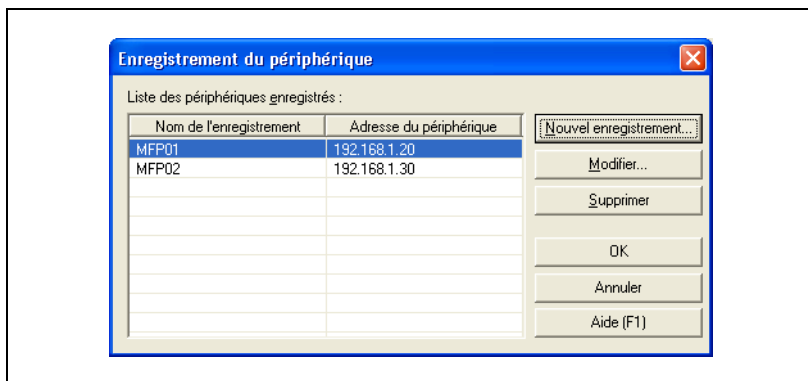 Enregistrement du périphérique
Liste des périphériques enregistrés :
Nom de l'enregistrement Adresse du périphérique
MFP01 192.168.1.20
MFP02 192.168.1.30
Nouvel enregistrement...
Modifier...
Supprimer
OK
Annuler
Aide (F1)